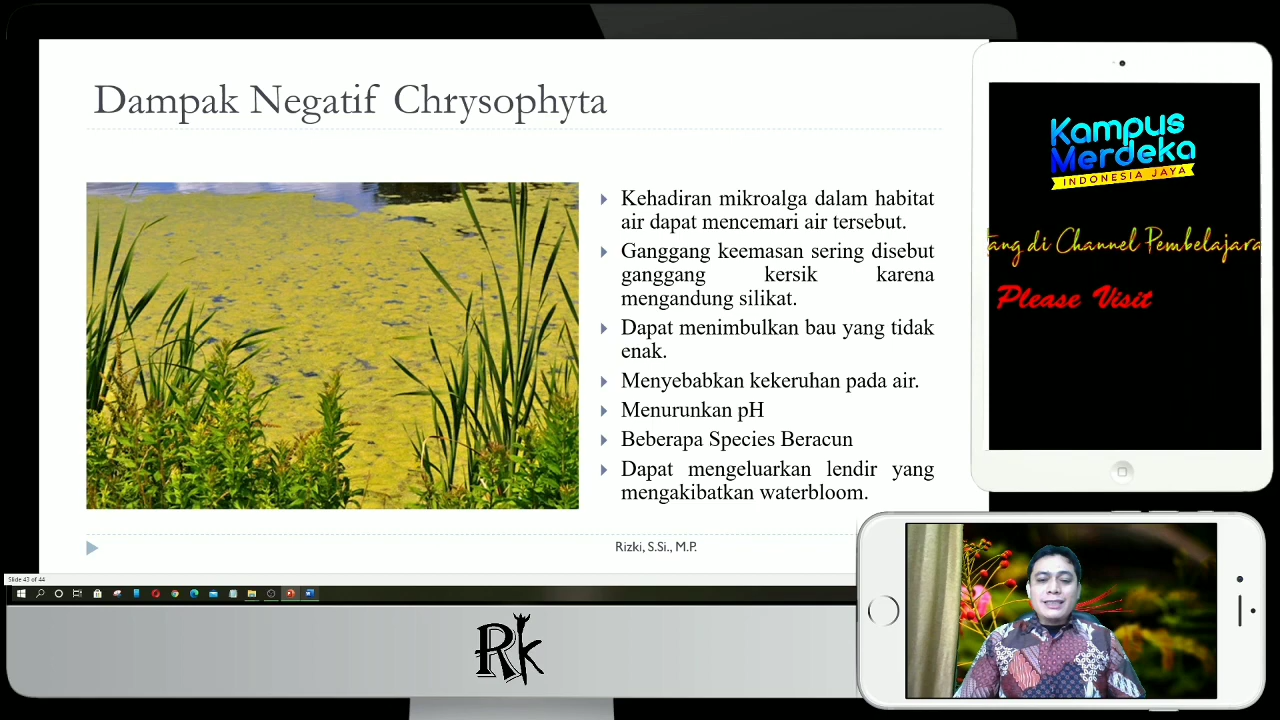 Dampak Negatif Chrysophyta
Kehadiran mikroalga dalam habitat
air dapat mencemari air tersebut.
Ganggang keemasan sering disebut
ganggang kersik karena
mengandung silikat.
Dapat menimbulkan bau yang tidak
enak.
Menyebabkan kekeruhan pada air.
Menurunkan pH
Beberapa Species Beracun
Dapat mengeluarkan lendir yang
mengakibatkan waterbloom.
Rizki, S.Si., M.P.
Slide 43 of 44
Rk
Kampus
Merdeka
INDONESIA JAYA
tang di Channel Pembelajara
Please Visit